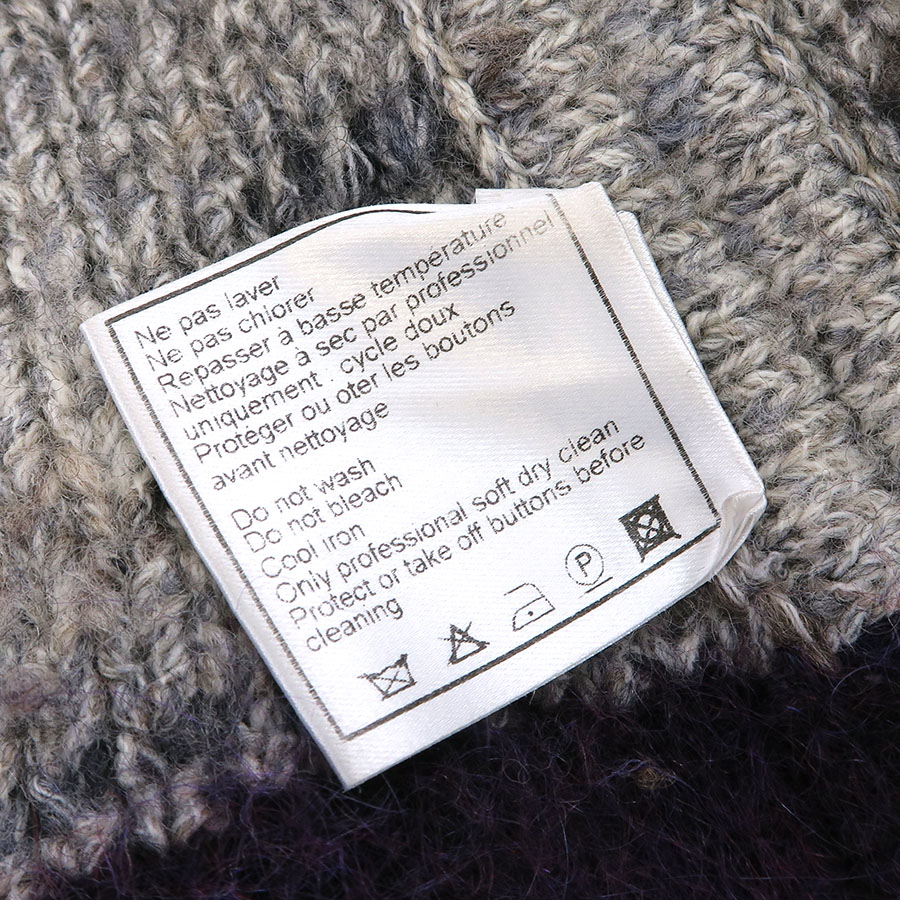 Ne pas laver
Ne pas chlorer
Repasser à basse température
Nettoyage à sec par professionnel
uniquement : cycle doux
Protéger ou oter les boutons
avant nettoyage
Do not wash
Do not bleach
Cool iron
Only professional soft dry clean
Protect or take off buttons before
cleaning
P